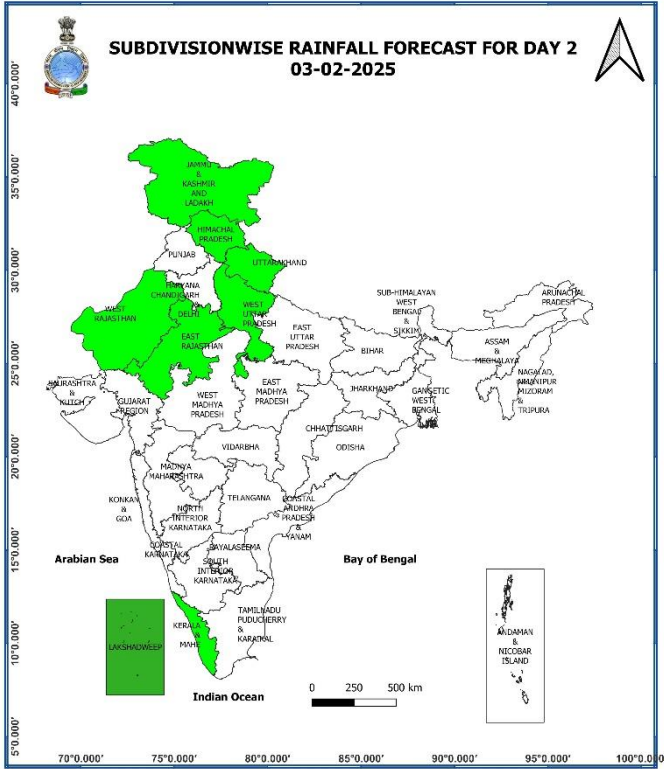 SUBDIVISIONWISE RAINFALL FORECAST FOR DAY 2
03-02-2025
40°0.000'
35°0.000'
30°0.000'
25°0.000'
20°0.000'
15°0.000'
10°0.000'
5°0.000'
JAMMU
&
KASHMIR
AND
LADAKH
HIMACHAL
PRADESH
PUNJAB
UTTARAKHAND
HARYANA
CHANDIGARH
DELHI
WEST
RAJASTHAN
EAST
RAJASTHAN
WEST
UTTAR
PRADESH
EAST
UTTAR
PRADESH
SUB-HIMALAYAN
WEST
BENGAL
&
SIKKIM
ARUNACHAL
PRADESH
ASSAM
&
MEGHALAYA
MIZORAM
&
TRIPURA
BIHAR
JHARKHAND
GANGETIC
WEST
BENGAL
SAURASHTRA
&
KUTCH
GUJARAT
REGION
WEST
MADHYA
PRADESH
EAST
MADHYA
PRADESH
CHHATTISGARH
ODISHA
VIDARBHA
MADHYA
MAHARASHTRA
KONKAN
&
GOA
TELANGANA
NORTH
INTERIOR
KARNATAKA
COASTAL
ANDHRA
PRADESH
&
YANAM
COASTAL
KARNATAKA
RAYALASEEMA
SOUTH
INTERIOR
KARNATAKA
Arabian Sea
Bay of Bengal
LAKSHADWEEP
KERALA
&
MAHE
TAMILNADU
PUDUCHERRY
&
KARAIKAL
ANDAMAN
&
NICOBAR
ISLAND
Indian Ocean
0 250 500 km
70°0.000' 75°0.000' 80°0.000' 85°0.000' 90°0.000' 95°0.000' 100°0.000'